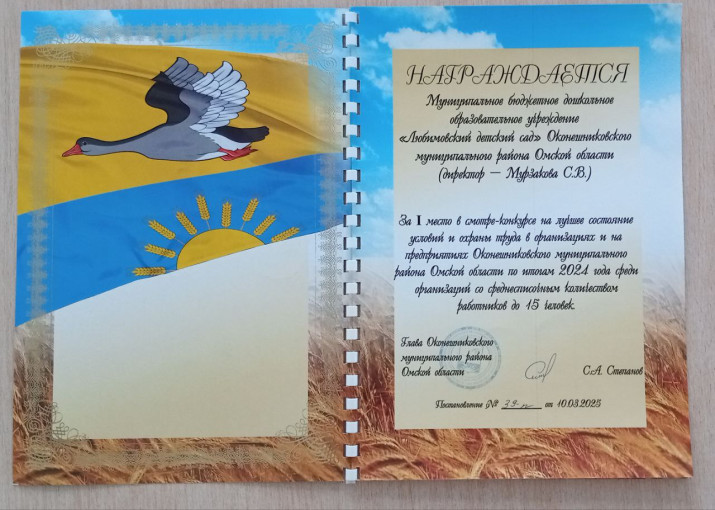 НАГРАЖДАЕТСЯ
Муниципальное бюджетное дошкольное
образовательное учреждение
«Любимовский детский сад» Оконешниковского
муниципального района Омской области
(директор — Мурзакова С.В.)
За I место в смотре-конкурсе на лучшее состояние
условий и охраны труда в организациях и на
предприятиях Оконешниковского муниципального
района Омской области по итогам 2024 года среди
организаций со среднесписочным количеством
работников до 15 человек.
Глава Оконешниковского
муниципального района
Омской области С.А. Степанов
Постановление № 39-п от 10.03.2025